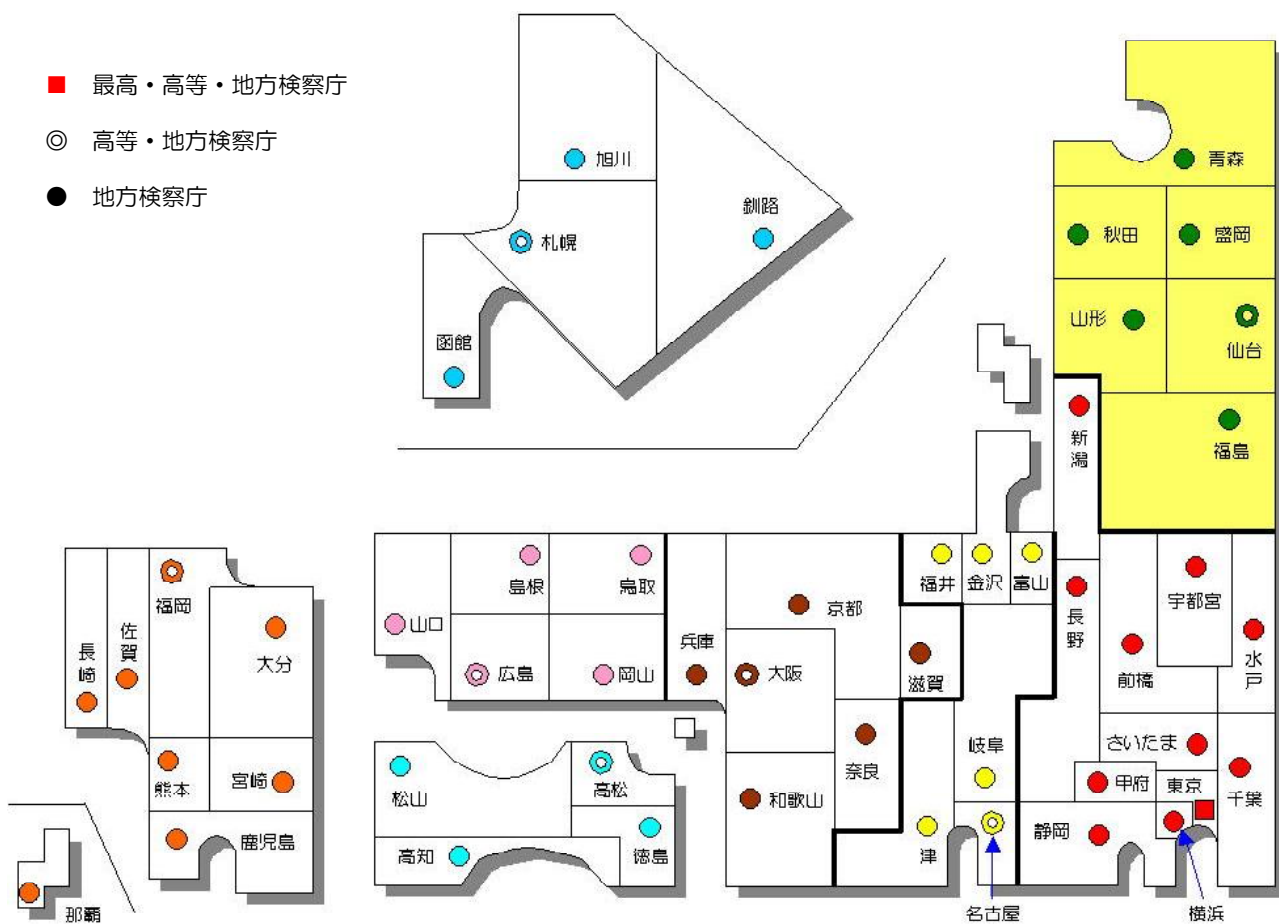 ■ 最高・高等・地方検察庁
◎ 高等・地方検察庁
● 地方検察庁
旭川
釧路
札幌
函館
青森
秋田
盛岡
山形
仙台
福島
新潟
福井
金沢
富山
長野
宇都宮
水戸
前橋
さいたま
甲府
東京
千葉
静岡
横浜
岐阜
津
名古屋
島根
鳥取
山口
広島
岡山
兵庫
京都
大阪
滋賀
奈良
和歌山
松山
高松
高知
徳島
福岡
佐賀
長崎
大分
熊本
宮崎
鹿児島
那覇